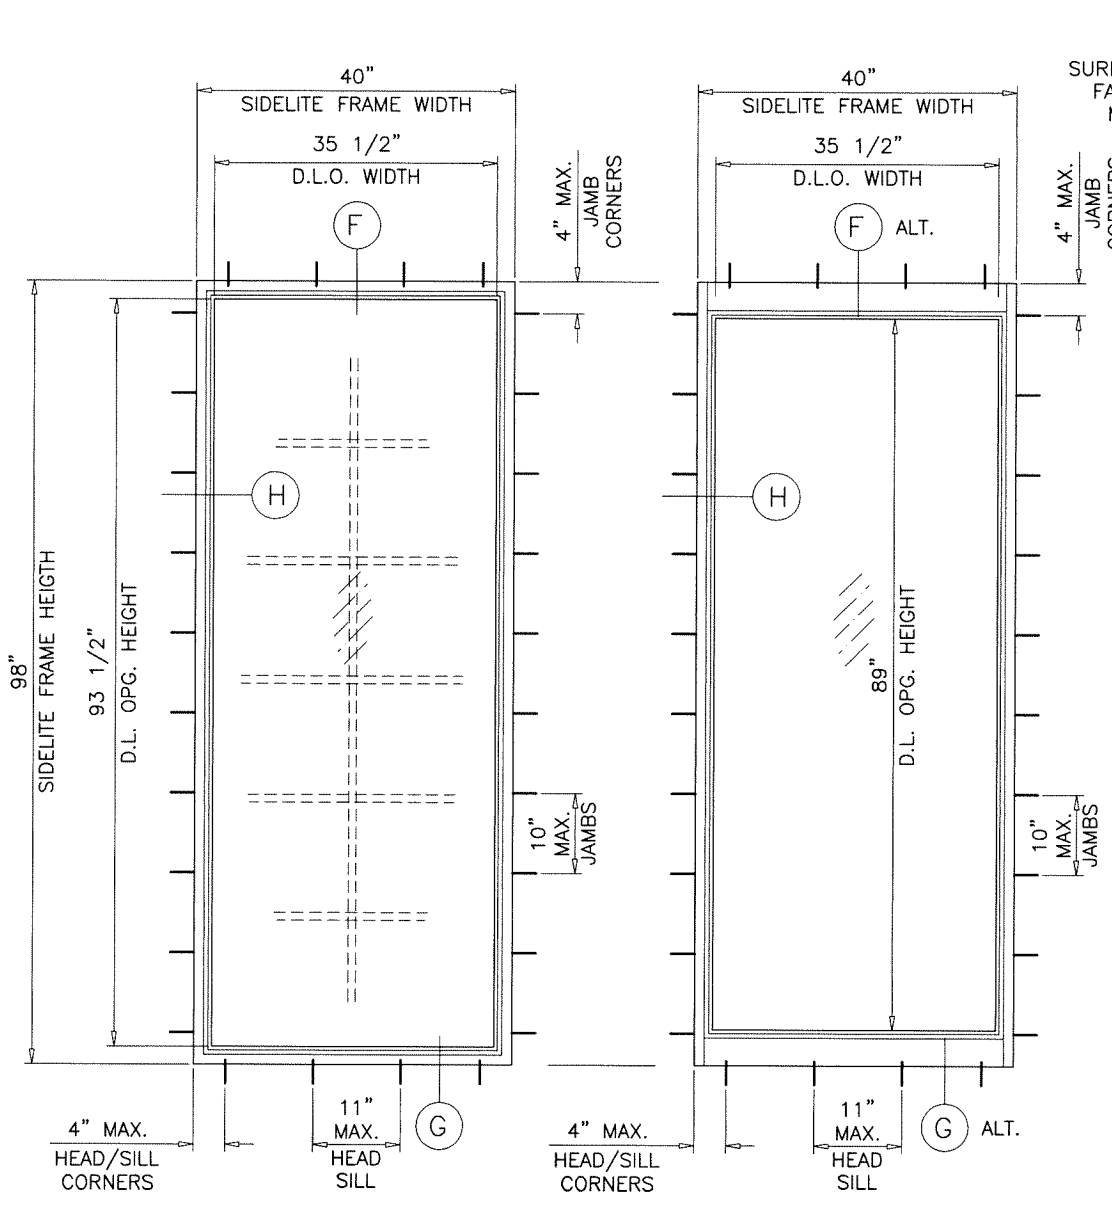 40"
SIDELITE FRAME WIDTH
35 1/2"
D.L.O. WIDTH
F
4" MAX.
JAMB
CORNERS
H
98"
SIDELITE FRAME HEIGTH
93 1/2"
D.L. OPG. HEIGHT
10"
MAX.
JAMBS
4" MAX.
HEAD/SILL
CORNERS
11"
MAX.
HEAD
SILL
G
40"
SIDELITE FRAME WIDTH
35 1/2"
D.L.O. WIDTH
F ALT.
4" MAX.
JAMB
CORNERS
H
89"
D.L. OPG. HEIGHT
10"
MAX.
JAMBS
4" MAX.
HEAD/SILL
CORNERS
11"
MAX.
HEAD
SILL
G ALT.